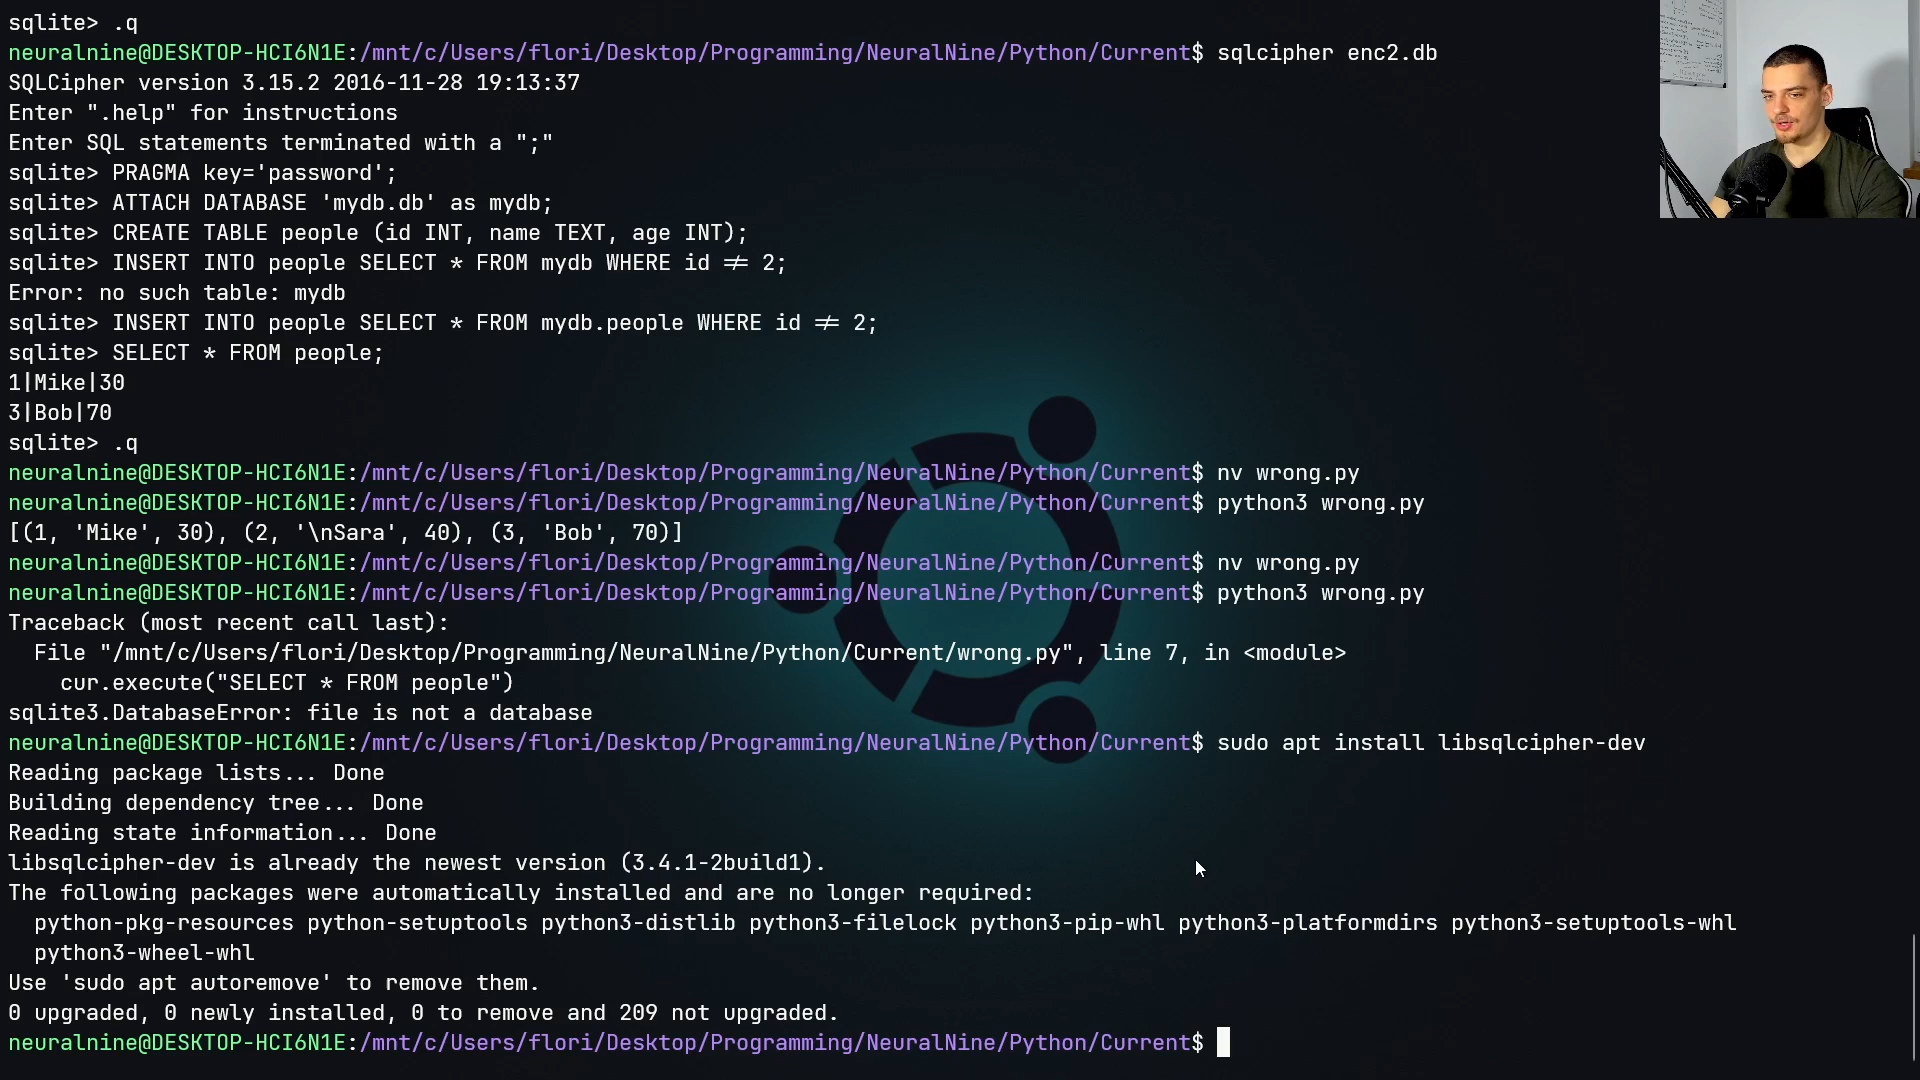 sqlite> .q
neuralnine@DESKTOP-HCI6N1E:/mnt/c/Users/flori/Desktop/Programming/NeuralNine/Python/Current$ sqlcipher enc2.db
SQLCipher version 3.15.2 2016-11-28 19:13:37
Enter ".help" for instructions
Enter SQL statements terminated with a ";"
sqlite> PRAGMA key='password';
sqlite> ATTACH DATABASE 'mydb.db' as mydb;
sqlite> CREATE TABLE people (id INT, name TEXT, age INT);
sqlite> INSERT INTO people SELECT * FROM mydb WHERE id ≠ 2;
Error: no such table: mydb
sqlite> INSERT INTO people SELECT * FROM mydb.people WHERE id ≠ 2;
sqlite> SELECT * FROM people;
1|Mike|30
3|Bob|70
sqlite> .q
neuralnine@DESKTOP-HCI6N1E:/mnt/c/Users/flori/Desktop/Programming/NeuralNine/Python/Current$ nv wrong.py
neuralnine@DESKTOP-HCI6N1E:/mnt/c/Users/flori/Desktop/Programming/NeuralNine/Python/Current$ python3 wrong.py
[(1, 'Mike', 30), (2, '\nSara', 40), (3, 'Bob', 70)]
neuralnine@DESKTOP-HCI6N1E:/mnt/c/Users/flori/Desktop/Programming/NeuralNine/Python/Current$ nv wrong.py
neuralnine@DESKTOP-HCI6N1E:/mnt/c/Users/flori/Desktop/Programming/NeuralNine/Python/Current$ python3 wrong.py
Traceback (most recent call last):
  File "/mnt/c/Users/flori/Desktop/Programming/NeuralNine/Python/Current/wrong.py", line 7, in <module>
    cur.execute("SELECT * FROM people")
sqlite3.DatabaseError: file is not a database
neuralnine@DESKTOP-HCI6N1E:/mnt/c/Users/flori/Desktop/Programming/NeuralNine/Python/Current$ sudo apt install libsqlcipher-dev
Reading package lists... Done
Building dependency tree... Done
Reading state information... Done
libsqlcipher-dev is already the newest version (3.4.1-2build1).
The following packages were automatically installed and are no longer required:
  python-pkg-resources python-setuptools python3-distlib python3-filelock python3-pip-whl python3-platformdirs python3-setuptools-whl
  python3-wheel-whl
Use 'sudo apt autoremove' to remove them.
0 upgraded, 0 newly installed, 0 to remove and 209 not upgraded.
neuralnine@DESKTOP-HCI6N1E:/mnt/c/Users/flori/Desktop/Programming/NeuralNine/Python/Current$